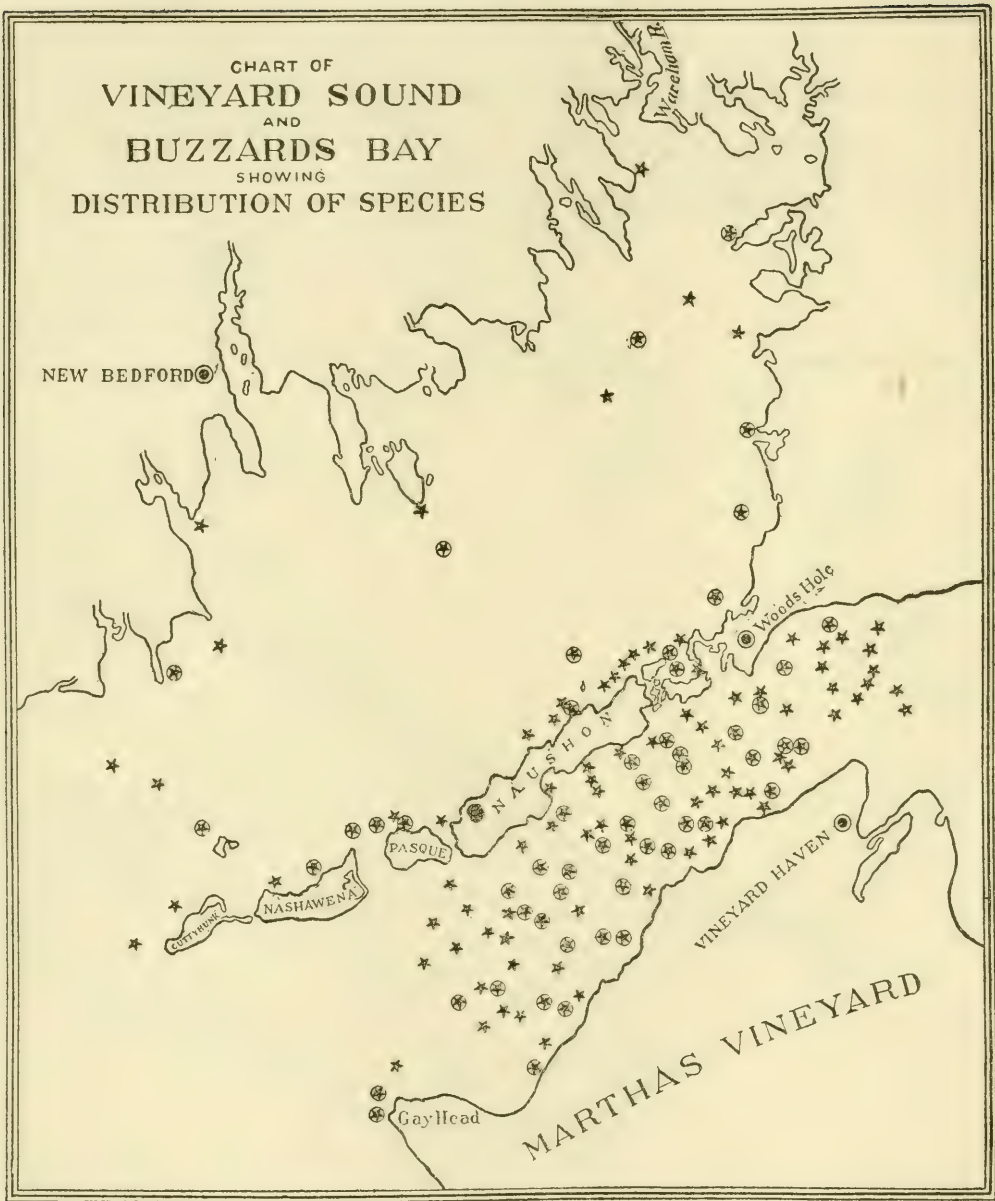 CHART OF
VINEYARD SOUND
AND
BUZZARDS BAY
SHOWING
DISTRIBUTION OF SPECIES
Wareham R.
NEW BEDFORD
Woods Hole
NAUSHON
PASQUE
NASHAWENA
CUTTYHUNK
VINEYARD HAVEN
MARTHAS VINEYARD
Gay Head